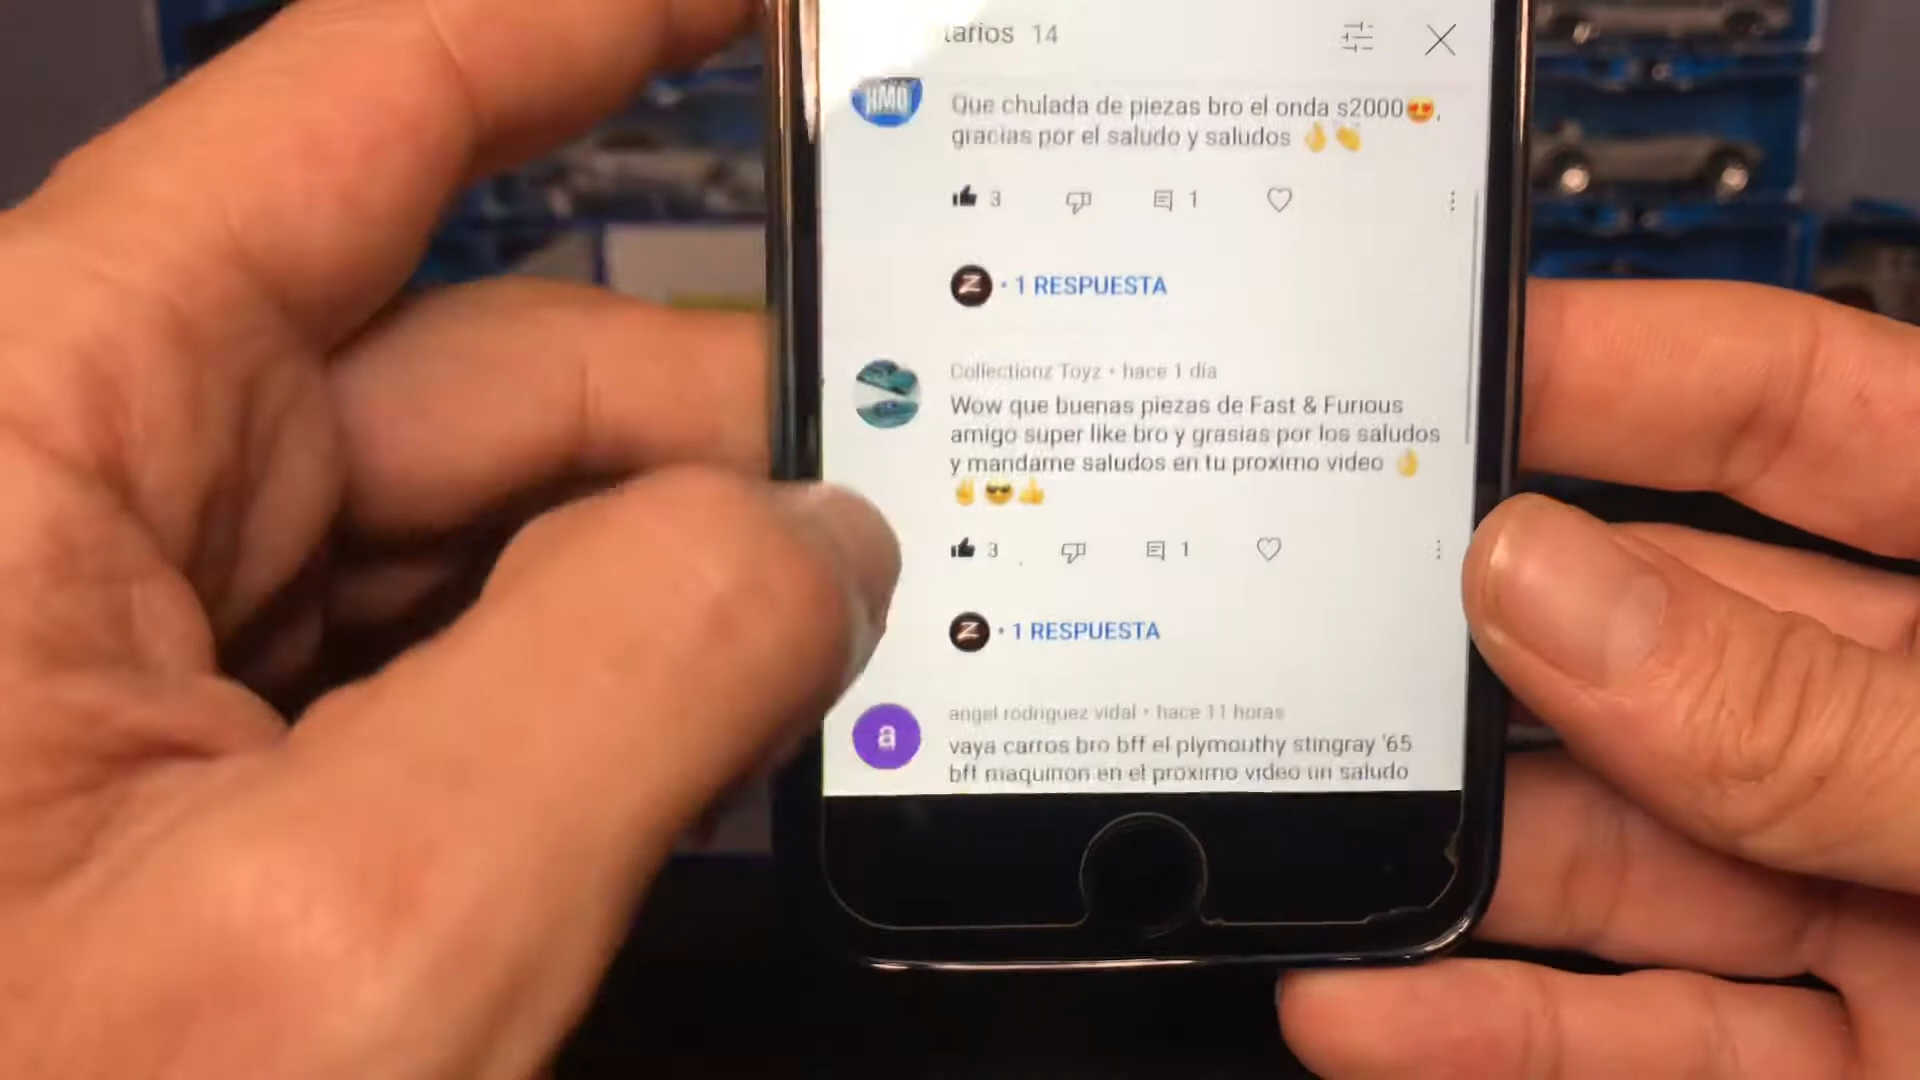 tarios 14
HMO
Que chulada de piezas bro el onda s2000😍,
gracias por el saludo y saludos 👌👏
3
1
Z • 1 RESPUESTA
Collectionz Toyz • hace 1 día
Wow que buenas piezas de Fast & Furious
amigo super like bro y grasias por los saludos
y mandame saludos en tu proximo video 👌
✌😎👍
3
1
Z • 1 RESPUESTA
a
angel rodriguez vidal • hace 11 horas
vaya carros bro bff el plymouthy stingray '65
bff maquinon en el proximo video un saludo